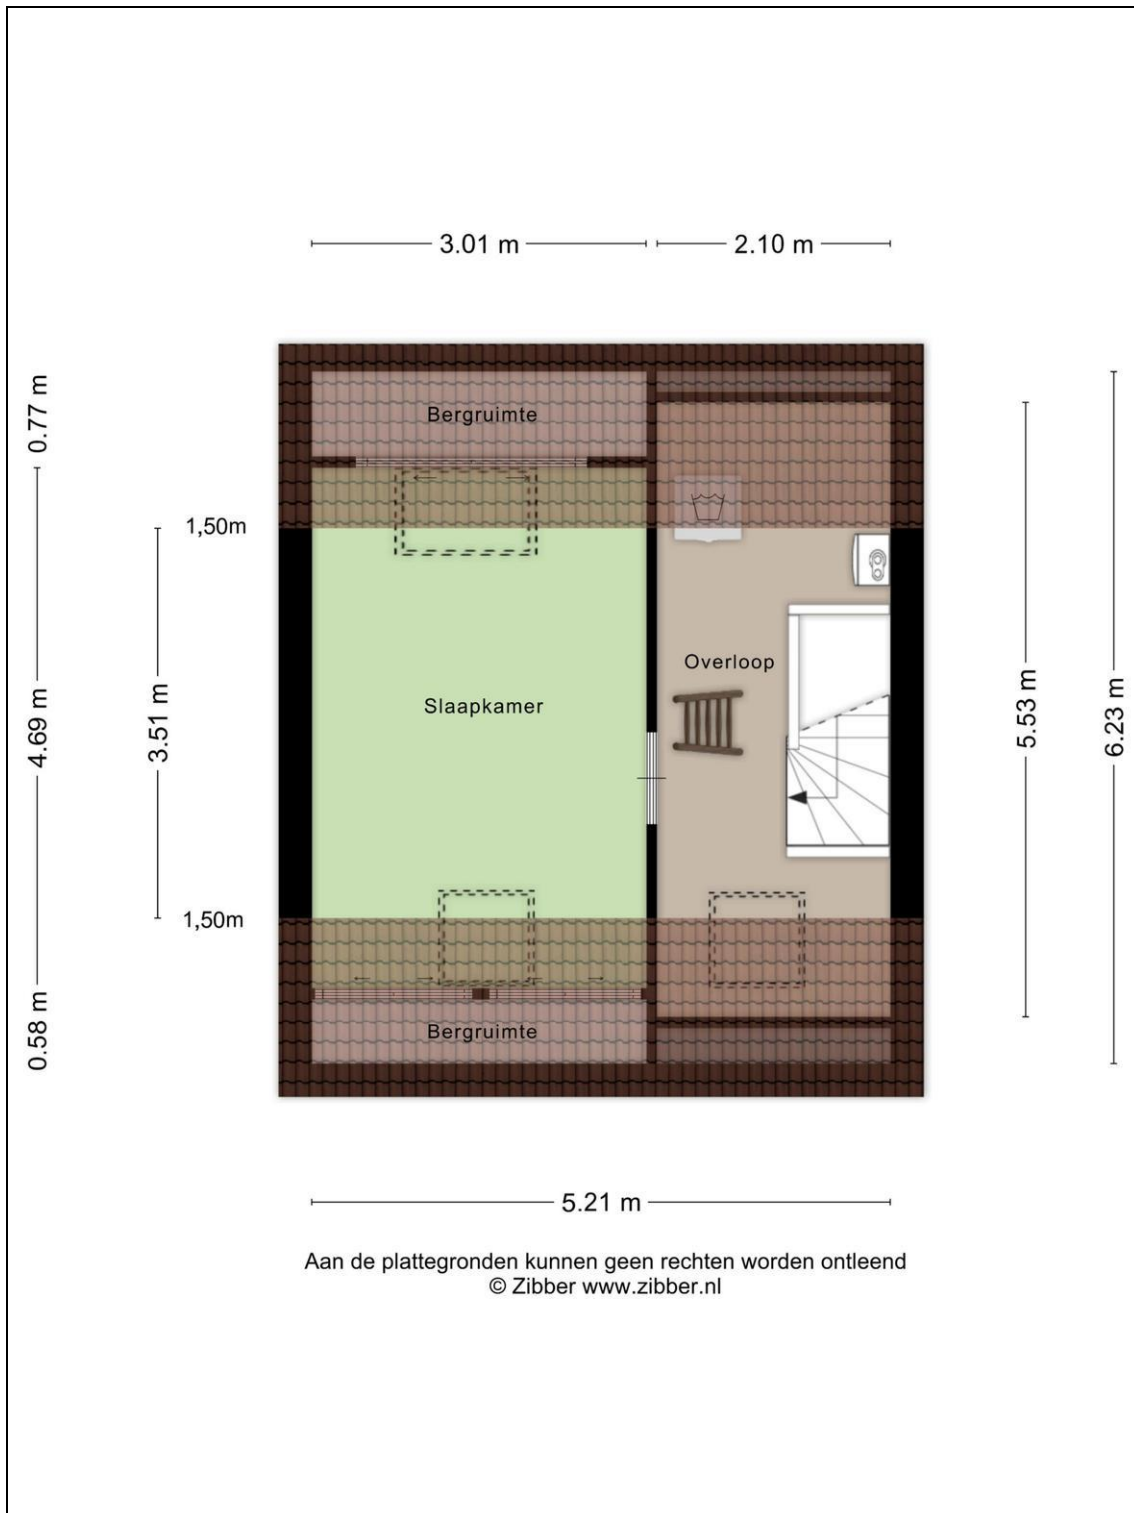 3.01 m
2.10 m
0.77 m
Bergruimte
1,50m
Overloop
Slaapkamer
4.69 m
3.51 m
5.53 m
6.23 m
1,50m
0.58 m
Bergruimte
5.21 m
Aan de plattegronden kunnen geen rechten worden ontleend
© Zibber www.zibber.nl